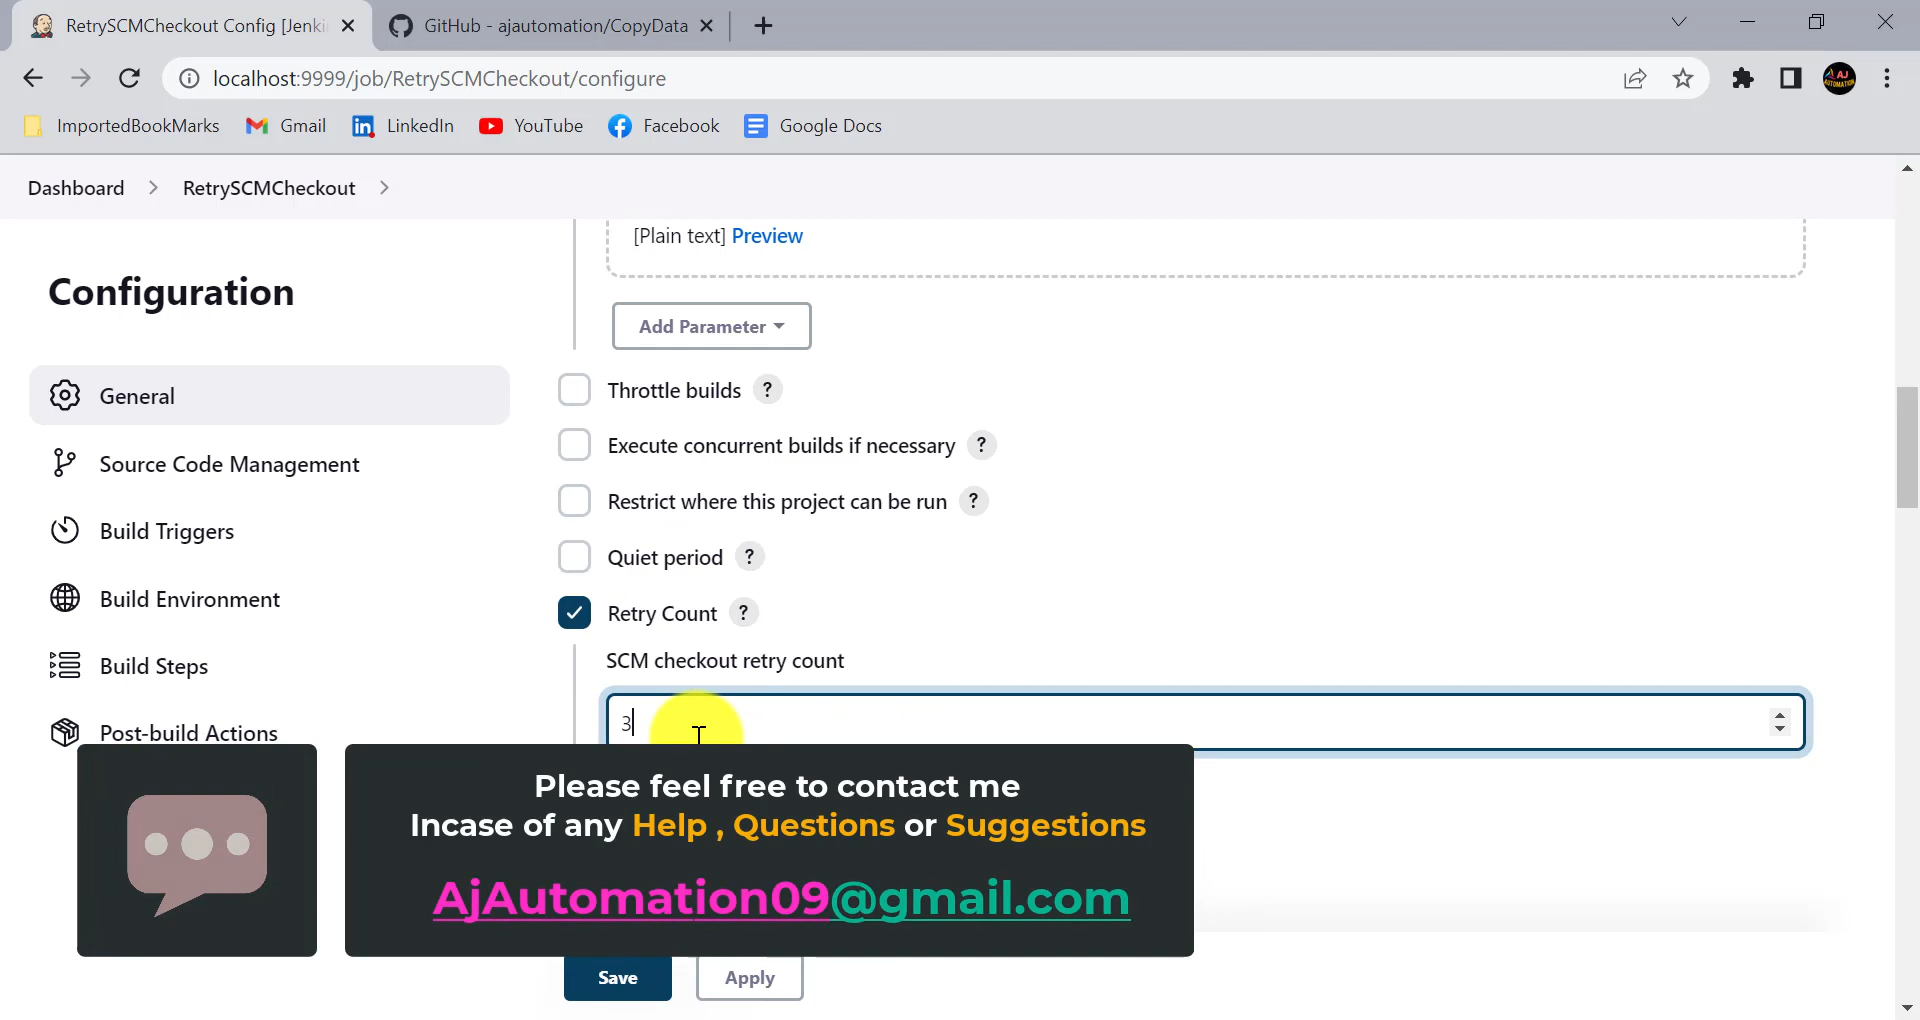 RetrySCMCheckout Config [Jenki
GitHub - ajautomation/CopyData
localhost:9999/job/RetrySCMCheckout/configure
AJ
AUTOMATION
ImportedBookMarks
Gmail
LinkedIn
YouTube
Facebook
Google Docs
Dashboard
RetrySCMCheckout
Configuration
General
Source Code Management
Build Triggers
Build Environment
Build Steps
Post-build Actions
[Plain text] Preview
Add Parameter
Throttle builds ?
Execute concurrent builds if necessary ?
Restrict where this project can be run ?
Quiet period ?
Retry Count ?
SCM checkout retry count
3
Please feel free to contact me
Incase of any Help , Questions or Suggestions
AjAutomation09@gmail.com
Save
Apply